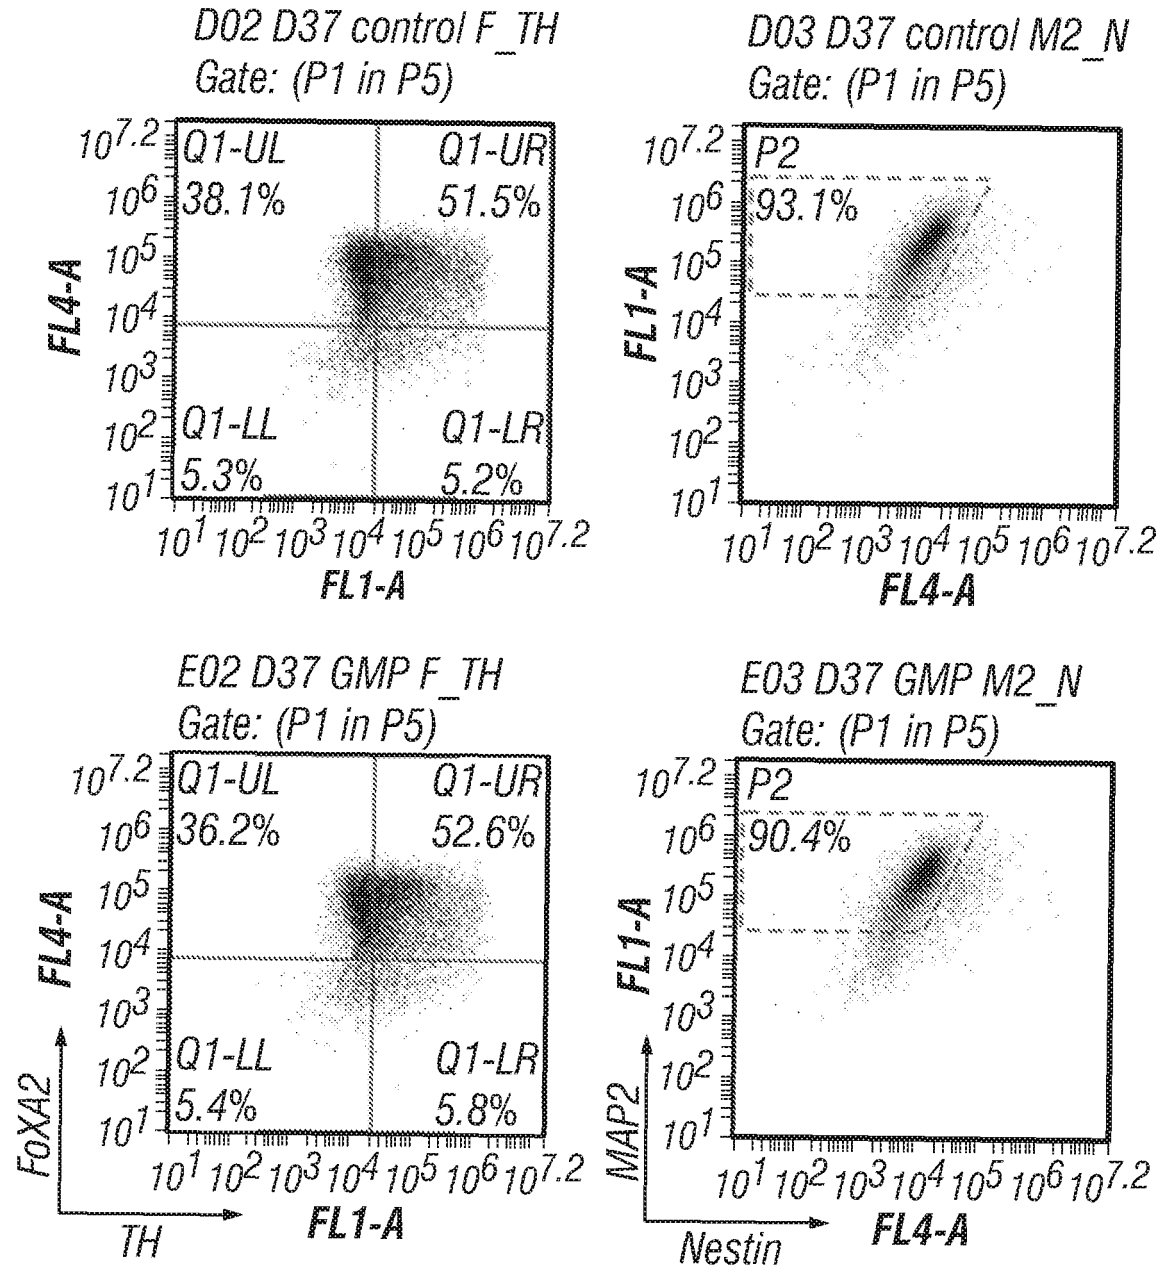 D02 D37 control F_TH
Gate: (P1 in P5)
Q1-UL
38.1%
Q1-UR
51.5%
Q1-LL
5.3%
Q1-LR
5.2%
10^7.2
10^6
10^5
10^4
10^3
10^2
10^1
FL4-A
10^1 10^2 10^3 10^4 10^5 10^6 10^7.2
FL1-A
D03 D37 control M2_N
Gate: (P1 in P5)
P2
93.1%
10^7.2
10^6
10^5
10^4
10^3
10^2
10^1
FL1-A
10^1 10^2 10^3 10^4 10^5 10^6 10^7.2
FL4-A
E02 D37 GMP F_TH
Gate: (P1 in P5)
Q1-UL
36.2%
Q1-UR
52.6%
Q1-LL
5.4%
Q1-LR
5.8%
10^7.2
10^6
10^5
10^4
10^3
10^2
10^1
FL4-A
10^1 10^2 10^3 10^4 10^5 10^6 10^7.2
FL1-A
FoXA2
TH
E03 D37 GMP M2_N
Gate: (P1 in P5)
P2
90.4%
10^7.2
10^6
10^5
10^4
10^3
10^2
10^1
FL1-A
10^1 10^2 10^3 10^4 10^5 10^6 10^7.2
FL4-A
MAP2
Nestin